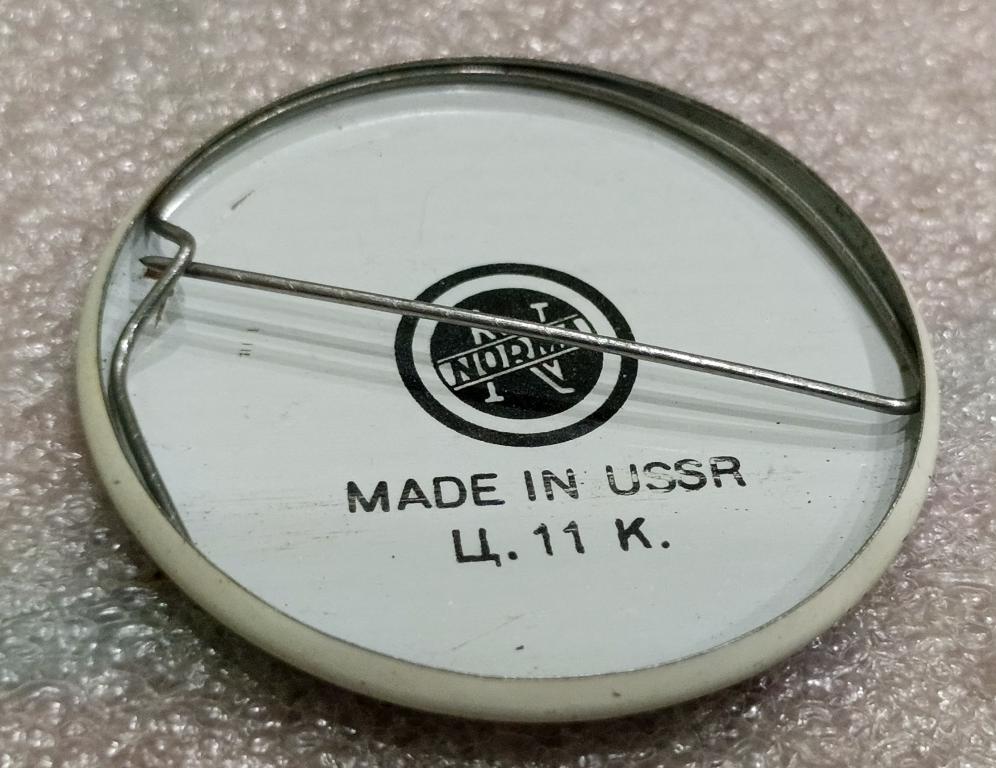 NORMA
MADE IN USSR
Ц. 11 К.